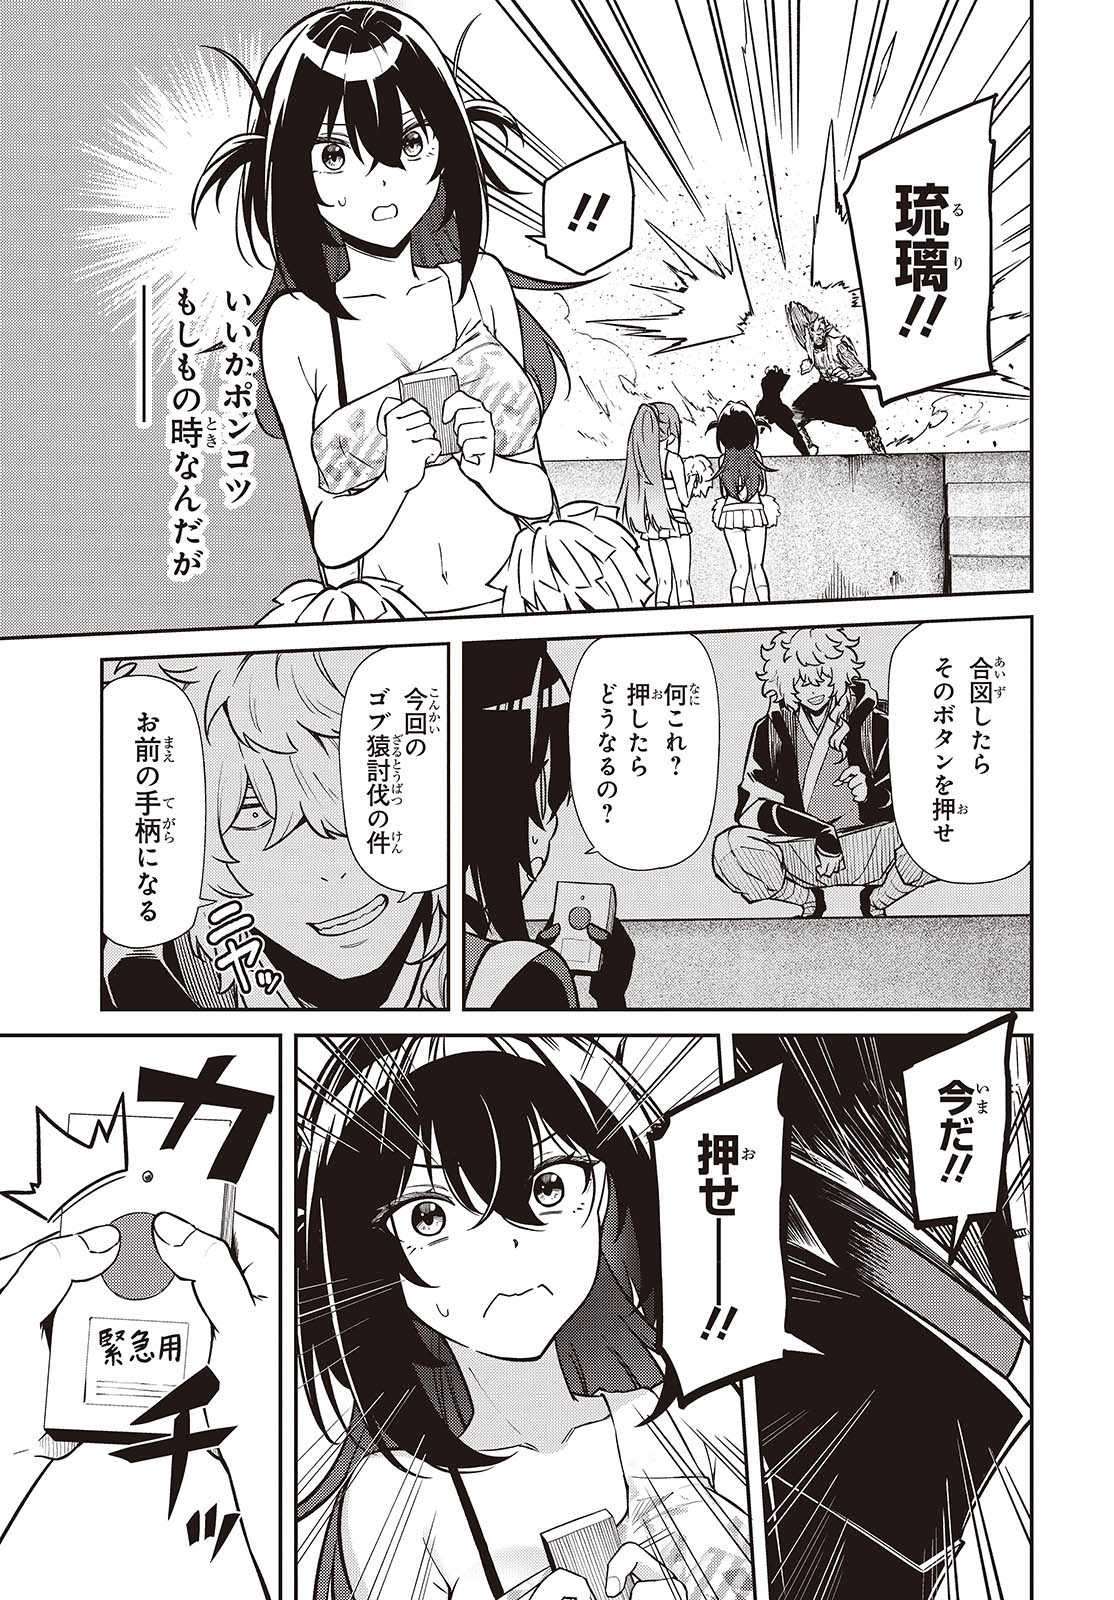 琉璃!!
!!
いいかポンコツ
もしもの時なんだが
――
合図したら
そのボタンを押せ
何これ?
押したら
どうなるの?
今回の
ゴブ猿討伐の件
お前の手柄になる
ニヤッ
今だ!!
押せ――!!
カチッ
緊急用